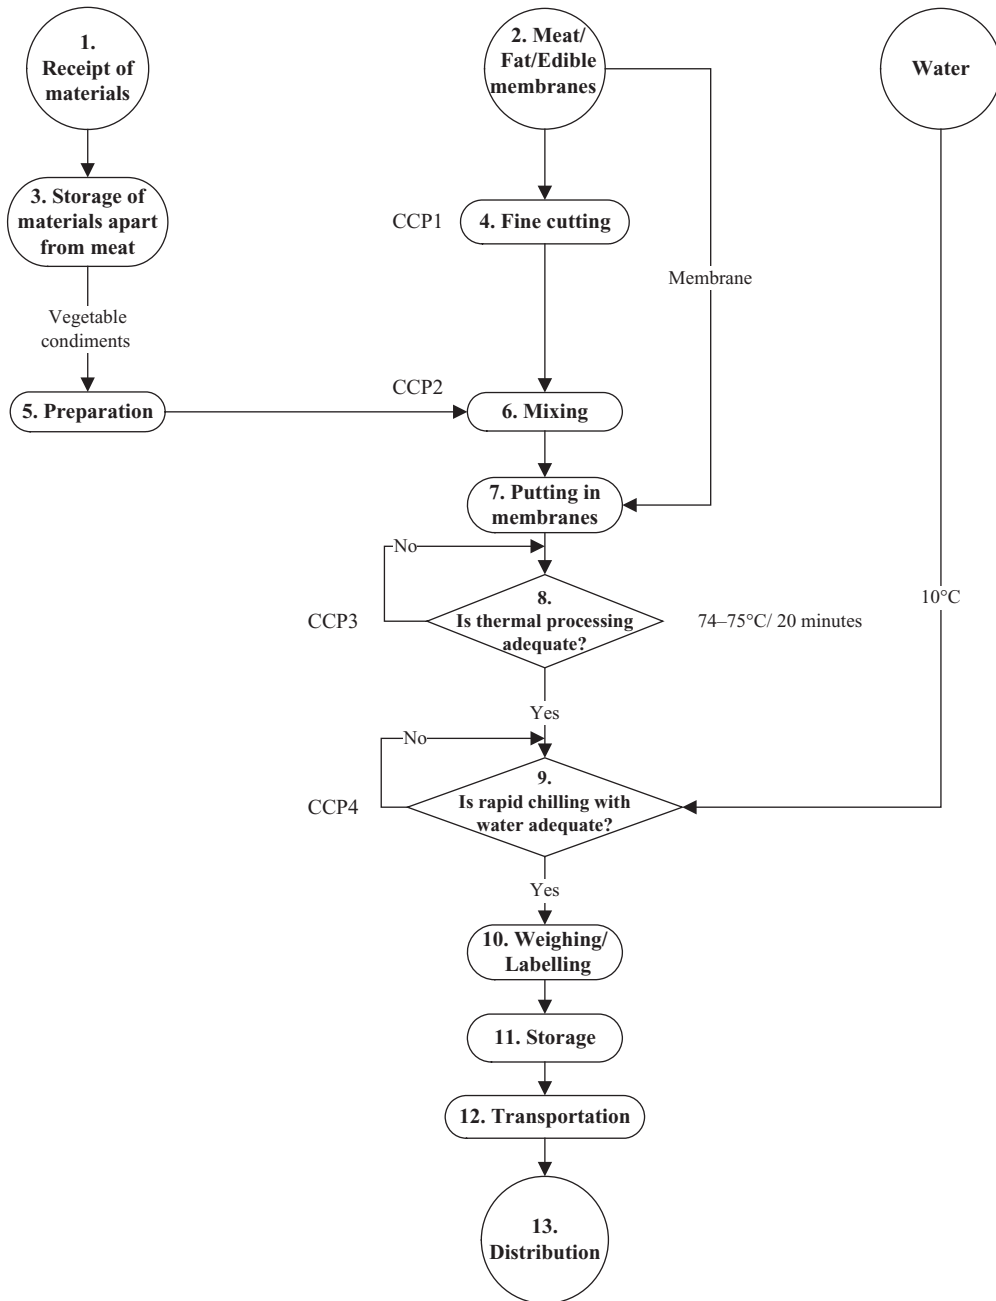 1.
Receipt of
materials
2. Meat/
Fat/Edible
membranes
Water
3. Storage of
materials apart
from meat
CCP1
4. Fine cutting
Membrane
Vegetable
condiments
5. Preparation
CCP2
6. Mixing
7. Putting in
membranes
No
CCP3
8.
Is thermal processing
adequate?
74–75°C/ 20 minutes
10°C
Yes
No
CCP4
9.
Is rapid chilling with
water adequate?
Yes
10. Weighing/
Labelling
11. Storage
12. Transportation
13.
Distribution